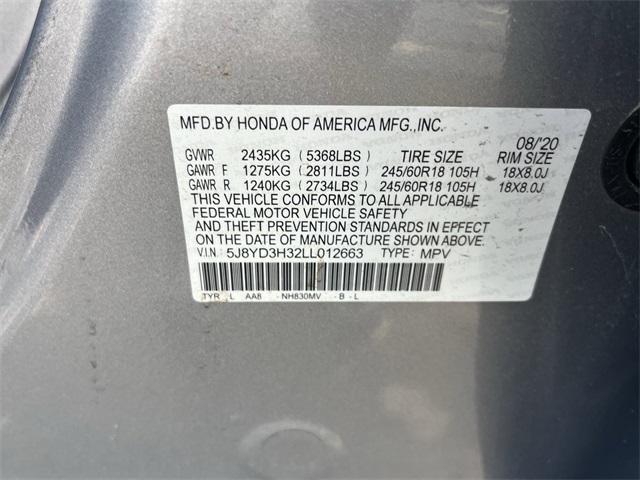 MFD.BY HONDA OF AMERICA MFG.,INC.
08/'20
GVWR 2435KG (5368LBS) TIRE SIZE RIM SIZE
GAWR F 1275KG (2811LBS) 245/60R18 105H 18X8.0J
GAWR R 1240KG (2734LBS) 245/60R18 105H 18X8.0J
THIS VEHICLE CONFORMS TO ALL APPLICABLE
FEDERAL MOTOR VEHICLE SAFETY
AND THEFT PREVENTION STANDARDS IN EFFECT
ON THE DATE OF MANUFACTURE SHOWN ABOVE.
V.I.N: 5J8YD3H32LL012663 TYPE: MPV
TYR L AA8 NH830MV -B-L